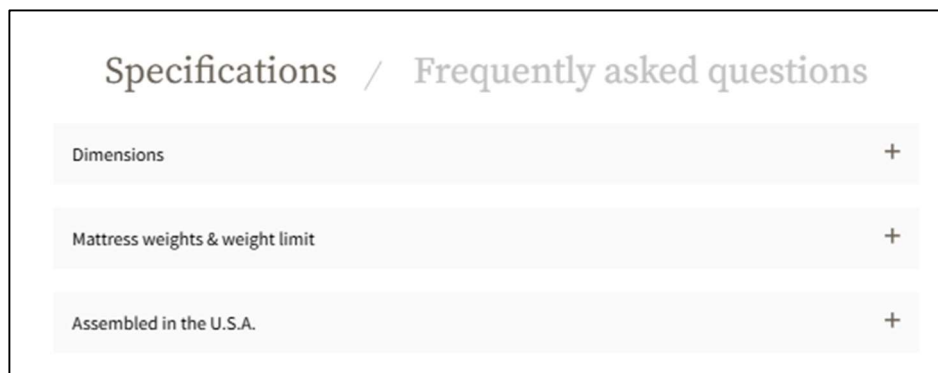 Specifications / Frequently asked questions
Dimensions +
Mattress weights & weight limit +
Assembled in the U.S.A. +